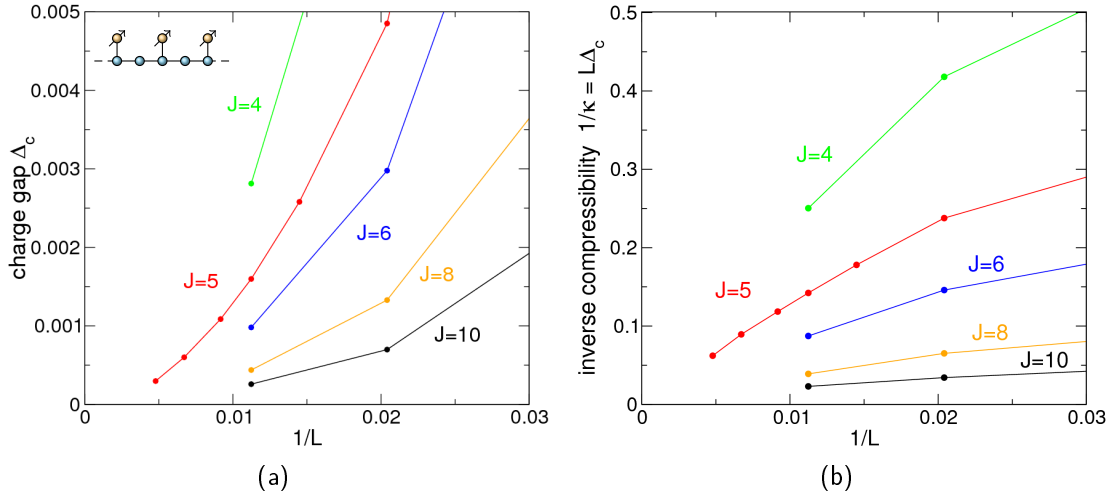 0.005
0.004
0.003
0.002
0.001
0
charge gap Δc
J=4
J=5
J=6
J=8
J=10
0
0.01
0.02
0.03
1/L
(a)
0.5
0.4
0.3
0.2
0.1
0
inverse compressibility 1/κ = LΔc
J=4
J=5
J=6
J=8
J=10
0
0.01
0.02
0.03
1/L
(b)